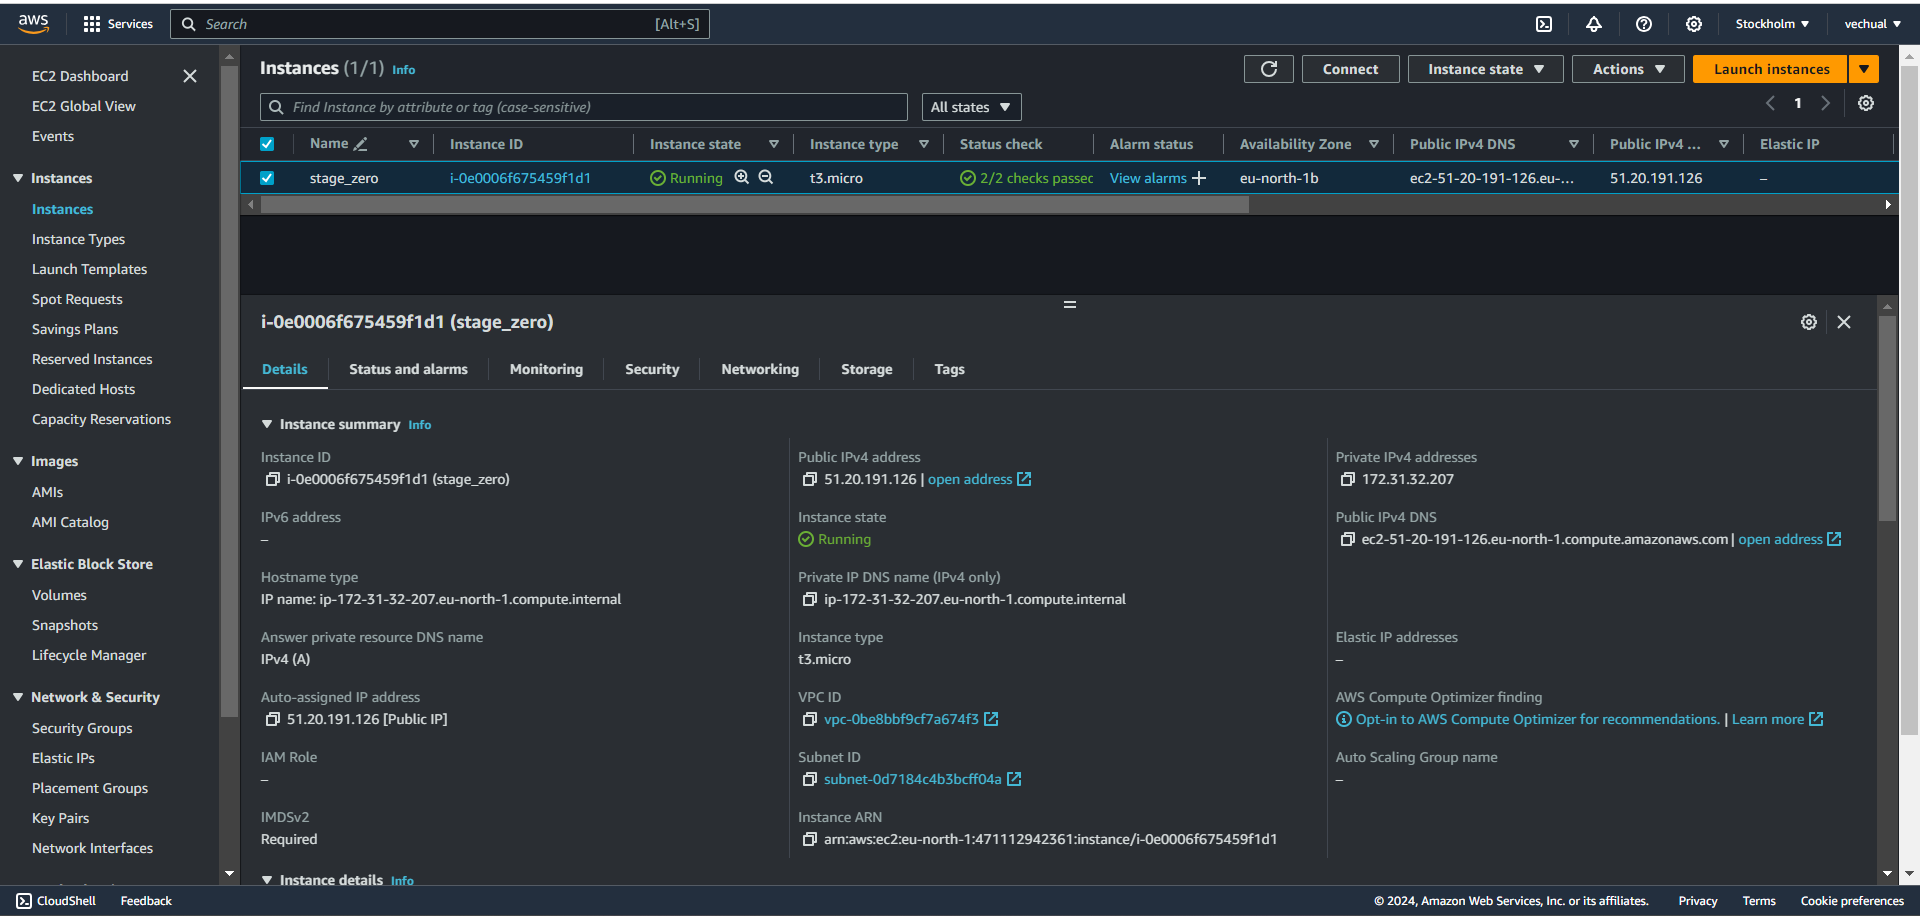 aws Services Search [Alt+S] Stockholm vechual
EC2 Dashboard
EC2 Global View
Events
Instances
Instances
Instance Types
Launch Templates
Spot Requests
Savings Plans
Reserved Instances
Dedicated Hosts
Capacity Reservations
Images
AMIs
AMI Catalog
Elastic Block Store
Volumes
Snapshots
Lifecycle Manager
Network & Security
Security Groups
Elastic IPs
Placement Groups
Key Pairs
Network Interfaces
Instances (1/1) Info Connect Instance state Actions Launch instances
Find Instance by attribute or tag (case-sensitive) All states 1
Name Instance ID Instance state Instance type Status check Alarm status Availability Zone Public IPv4 DNS Public IPv4 ... Elastic IP
stage_zero i-0e0006f675459f1d1 Running t3.micro 2/2 checks passec View alarms eu-north-1b ec2-51-20-191-126.eu-... 51.20.191.126 –
i-0e0006f675459f1d1 (stage_zero)
Details Status and alarms Monitoring Security Networking Storage Tags
Instance summary Info
Instance ID
i-0e0006f675459f1d1 (stage_zero)
Public IPv4 address
51.20.191.126 | open address
Private IPv4 addresses
172.31.32.207
IPv6 address
–
Instance state
Running
Public IPv4 DNS
ec2-51-20-191-126.eu-north-1.compute.amazonaws.com | open address
Hostname type
IP name: ip-172-31-32-207.eu-north-1.compute.internal
Private IP DNS name (IPv4 only)
ip-172-31-32-207.eu-north-1.compute.internal
Answer private resource DNS name
IPv4 (A)
Instance type
t3.micro
Elastic IP addresses
–
Auto-assigned IP address
51.20.191.126 [Public IP]
VPC ID
vpc-0be8bbf9cf7a674f3
AWS Compute Optimizer finding
Opt-in to AWS Compute Optimizer for recommendations. | Learn more
IAM Role
–
Subnet ID
subnet-0d7184c4b3bcff04a
Auto Scaling Group name
–
IMDSv2
Required
Instance ARN
arn:aws:ec2:eu-north-1:471112942361:instance/i-0e0006f675459f1d1
Instance details Info
CloudShell Feedback © 2024, Amazon Web Services, Inc. or its affiliates. Privacy Terms Cookie preferences